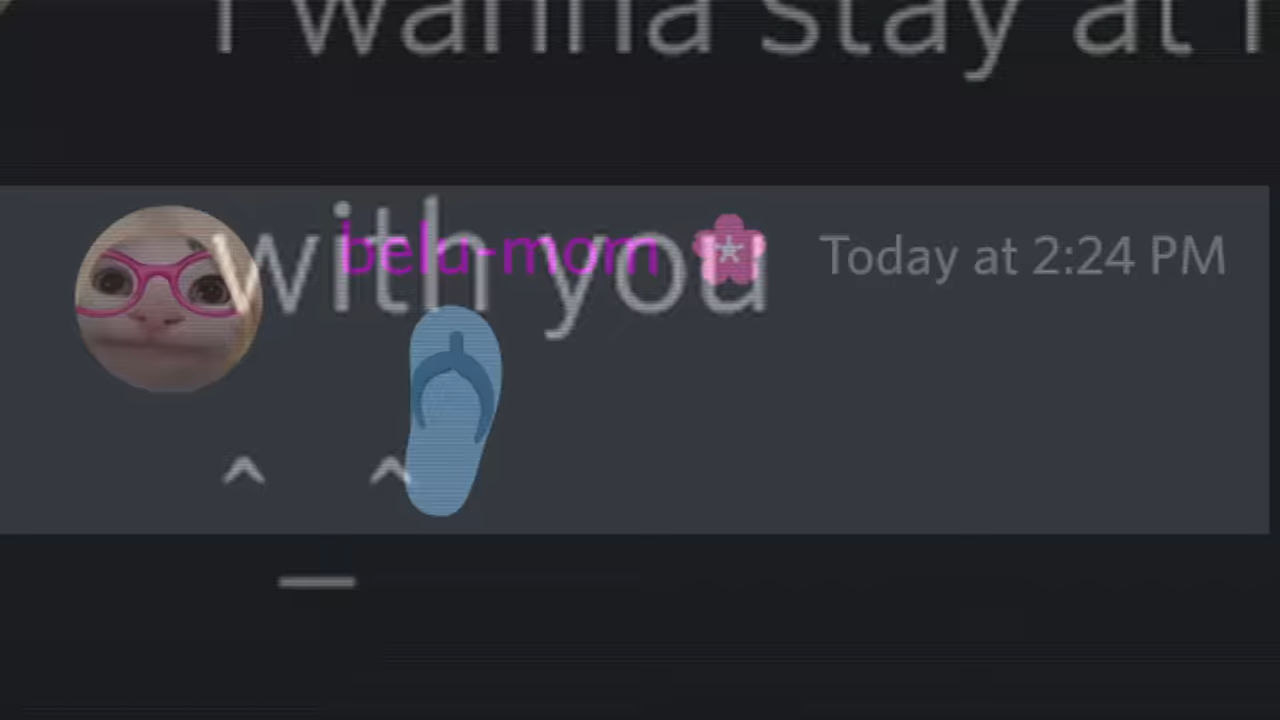 I wanna stay at
with you
bela-mom Today at 2:24 PM
^ ^
_